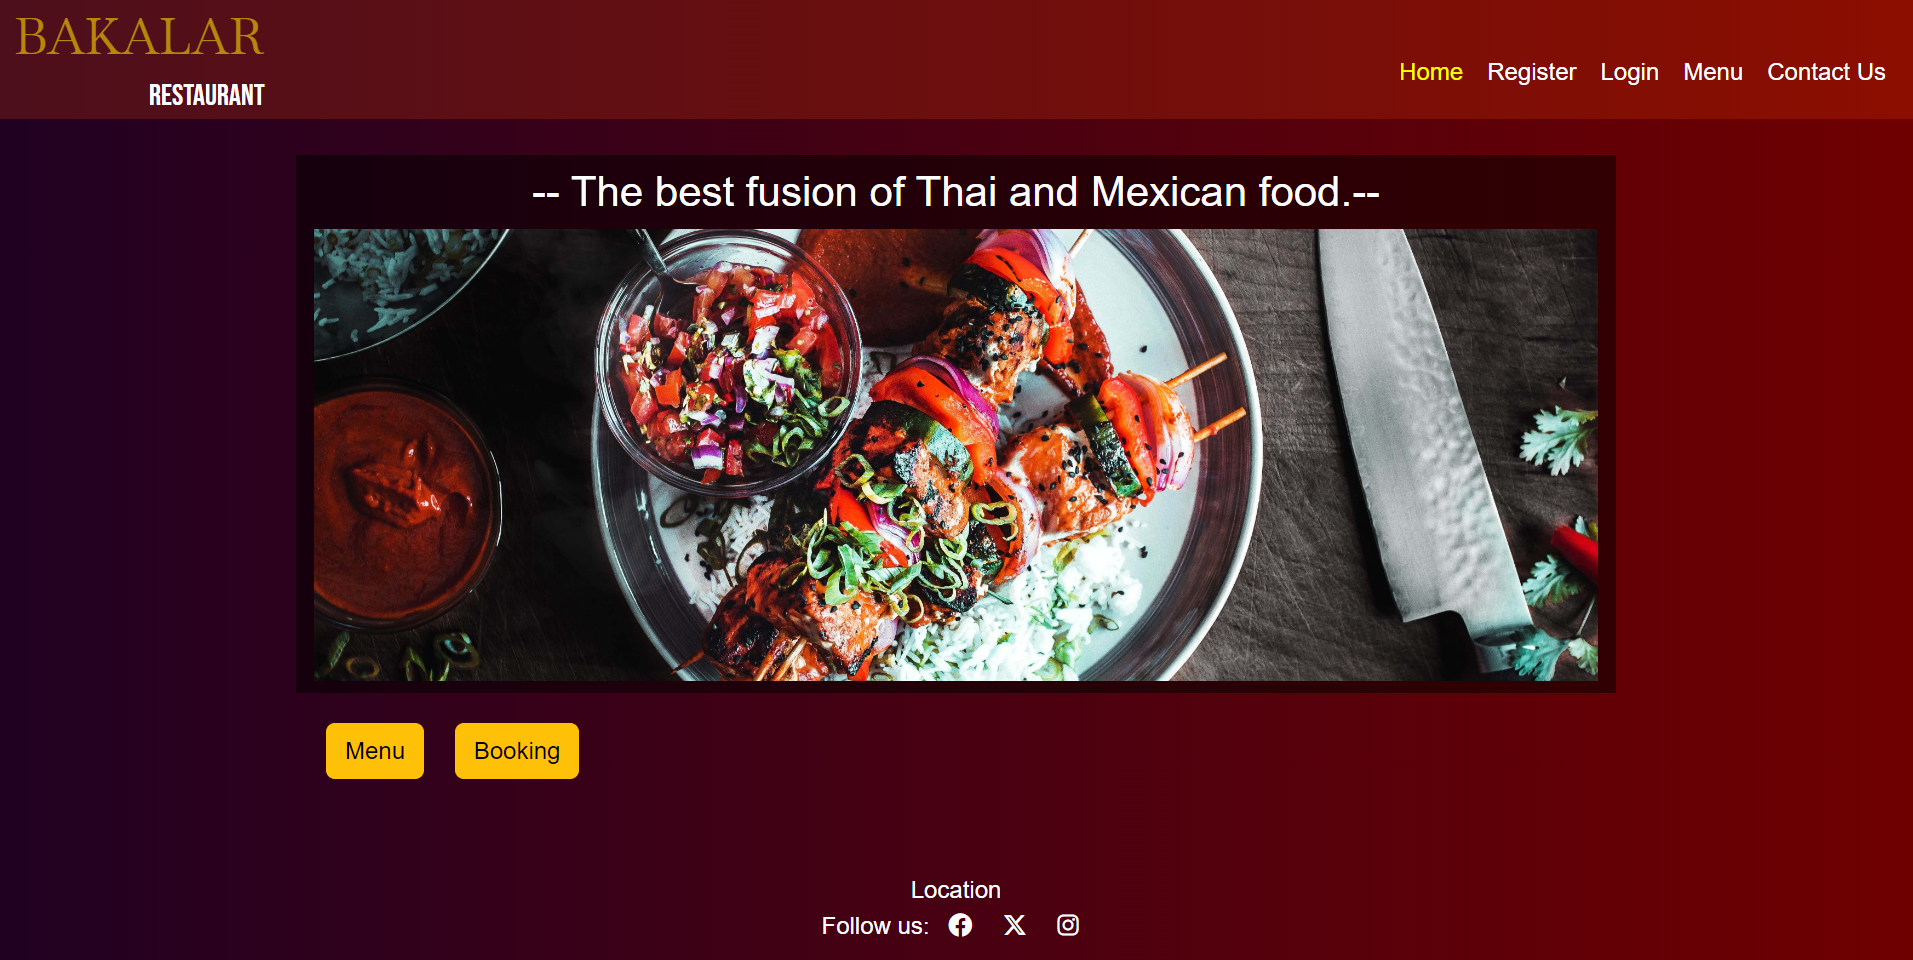 BAKALAR
RESTAURANT
Home Register Login Menu Contact Us
-- The best fusion of Thai and Mexican food.--
Menu Booking
Location
Follow us: